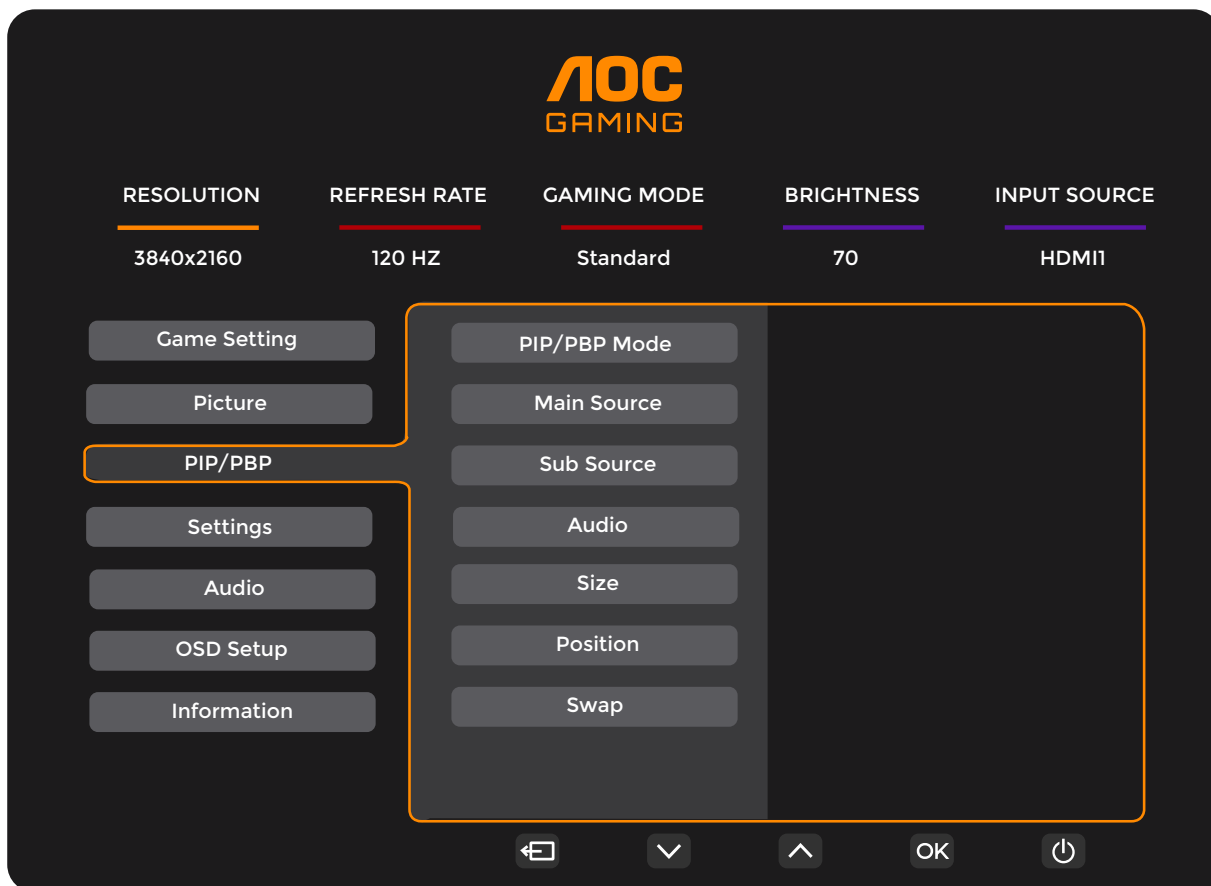 AOC
GAMING
RESOLUTION REFRESH RATE GAMING MODE BRIGHTNESS INPUT SOURCE
3840x2160 120 HZ Standard 70 HDMI1
Game Setting
Picture
PIP/PBP
Settings
Audio
OSD Setup
Information
PIP/PBP Mode
Main Source
Sub Source
Audio
Size
Position
Swap
OK